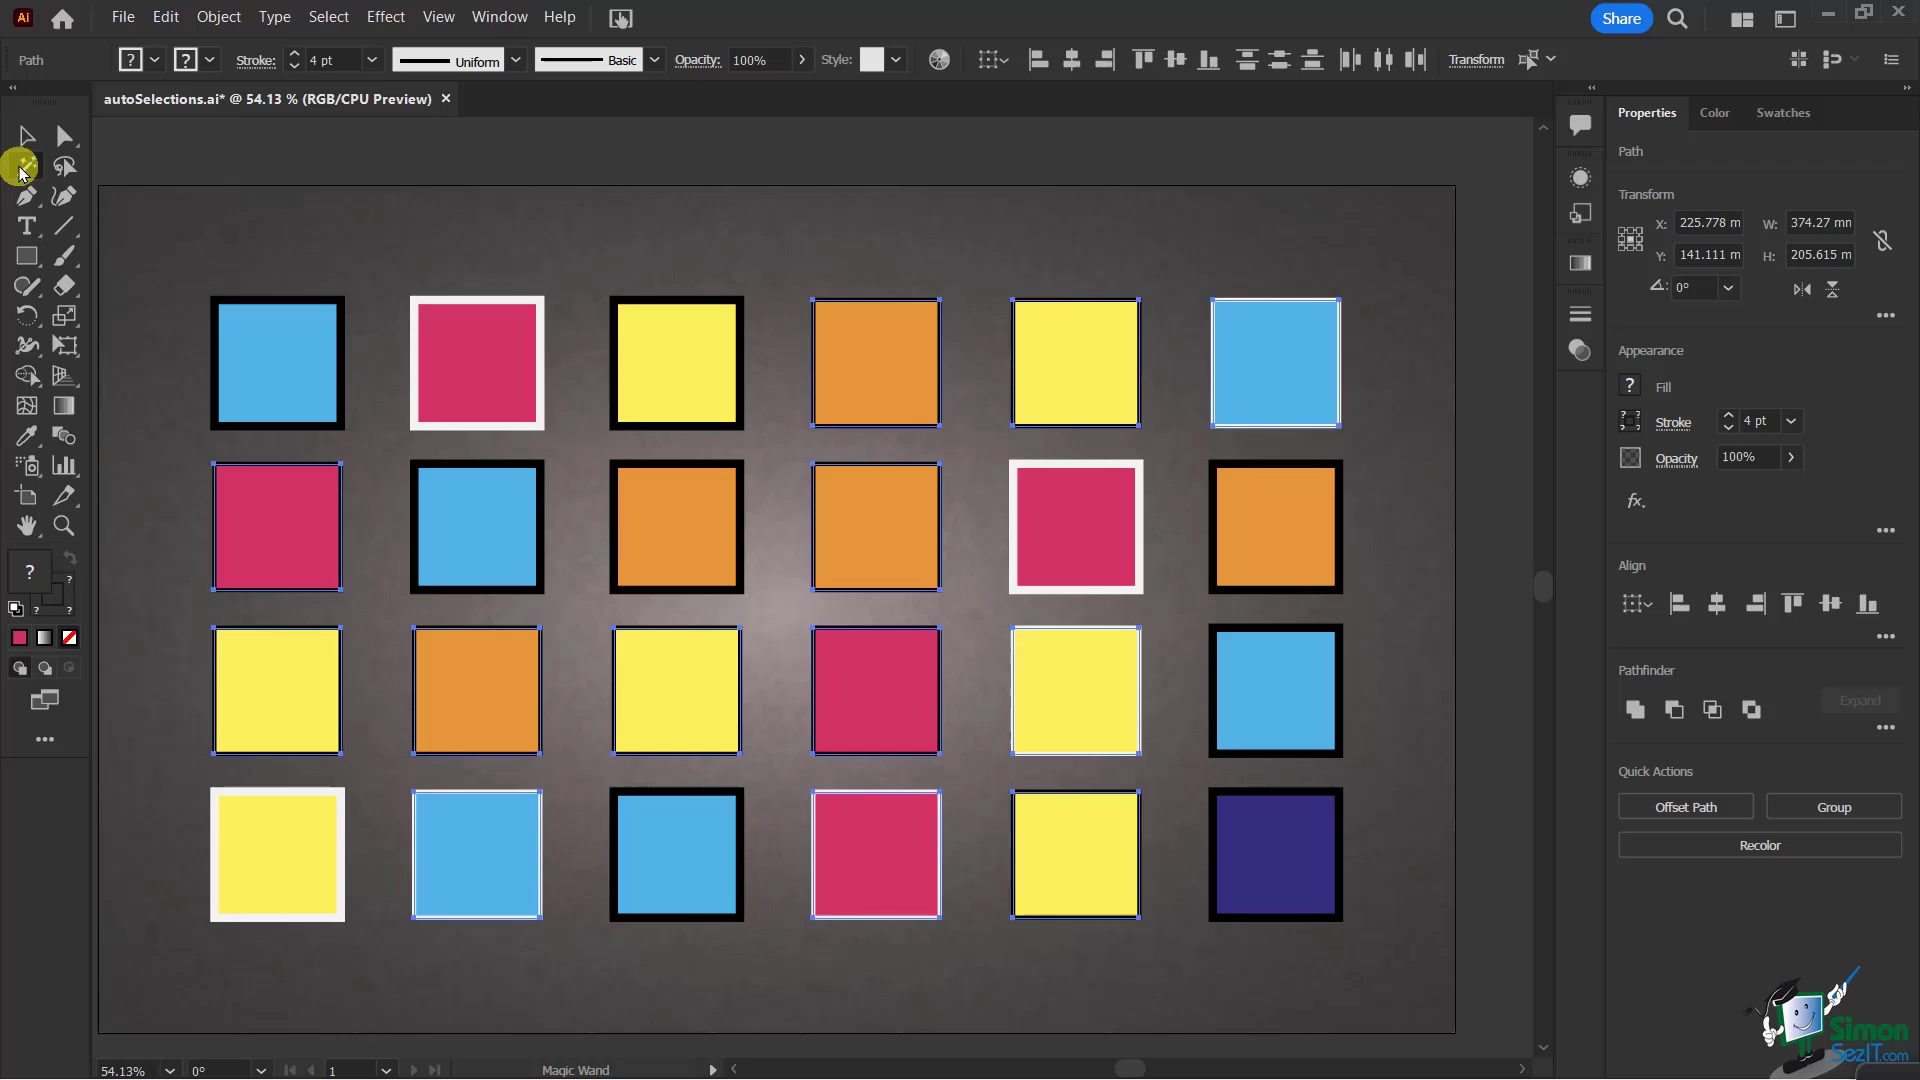 Ai File Edit Object Type Select Effect View Window Help Share
Path ? ? Stroke: 4 pt Uniform Basic Opacity: 100% Style: Transform
autoSelections.ai* @ 54.13 % (RGB/CPU Preview) ×
Properties Color Swatches
Path
Transform
X: 225.778 m W: 374.27 mn
Y: 141.111 m H: 205.615 m
0°
Appearance
? Fill
Stroke 4 pt
Opacity 100%
fx.
Align
Pathfinder
Expand
Quick Actions
Offset Path Group
Recolor
T
?
?
? ?
Simon
SezIT.com
54.13% 0° 1 Magic Wand